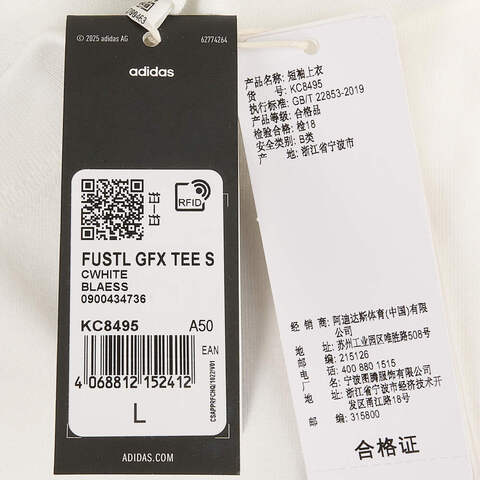 © 2025 adidas AG 62774264
adidas
RFID
FUSTL GFX TEE S
CWHITE
BLAESS
0900434736
KC8495 A50
EAN
4 068812 152412
L
ADIDAS.COM
产品名称: 短袖上衣
货 号: KC8495
执行标准: GB/T 22853-2019
产品等级: 合格品
检验合格: 检18
安全类别: B类
产 地: 浙江省宁波市
经 销 商: 阿迪达斯体育(中国)有限
公司
地 址: 苏州工业园区唯胜路508号
邮 编: 215126
电 话: 400 880 1515
厂 名: 宁波图腾服饰有限公司
地 址: 浙江省宁波市经济技术开
发区甬江路18号
邮 编: 315800
合格证